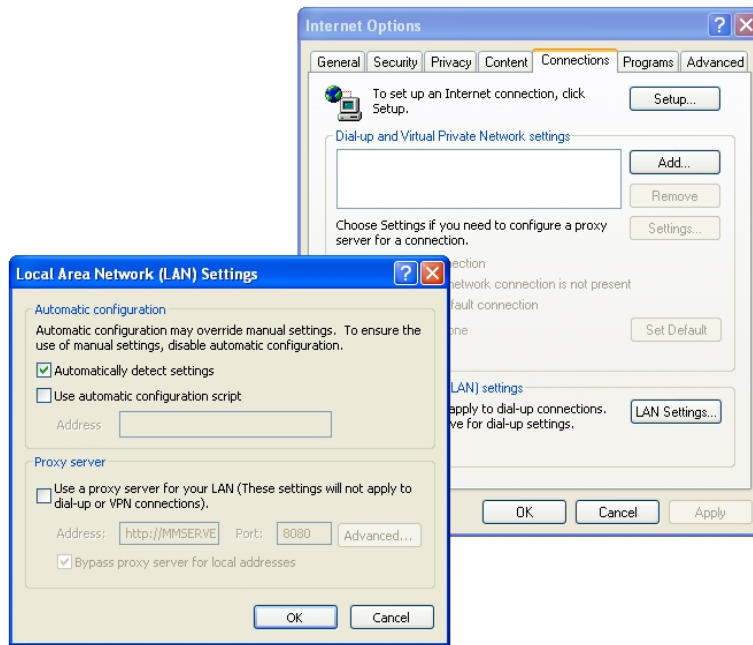 Internet Options
General Security Privacy Content Connections Programs Advanced
To set up an Internet connection, click
Setup.
Setup...
Dial-up and Virtual Private Network settings
Add...
Remove
Choose Settings if you need to configure a proxy
server for a connection.
Settings...
network connection is not present
connection
Set Default
settings
apply to dial-up connections.
for dial-up settings.
LAN Settings...
OK Cancel Apply
Local Area Network (LAN) Settings
Automatic configuration
Automatic configuration may override manual settings. To ensure the
use of manual settings, disable automatic configuration.
Automatically detect settings
Use automatic configuration script
Address
Proxy server
Use a proxy server for your LAN (These settings will not apply to
dial-up or VPN connections).
Address: http://MMSERVE Port: 8080 Advanced...
Bypass proxy server for local addresses
OK Cancel